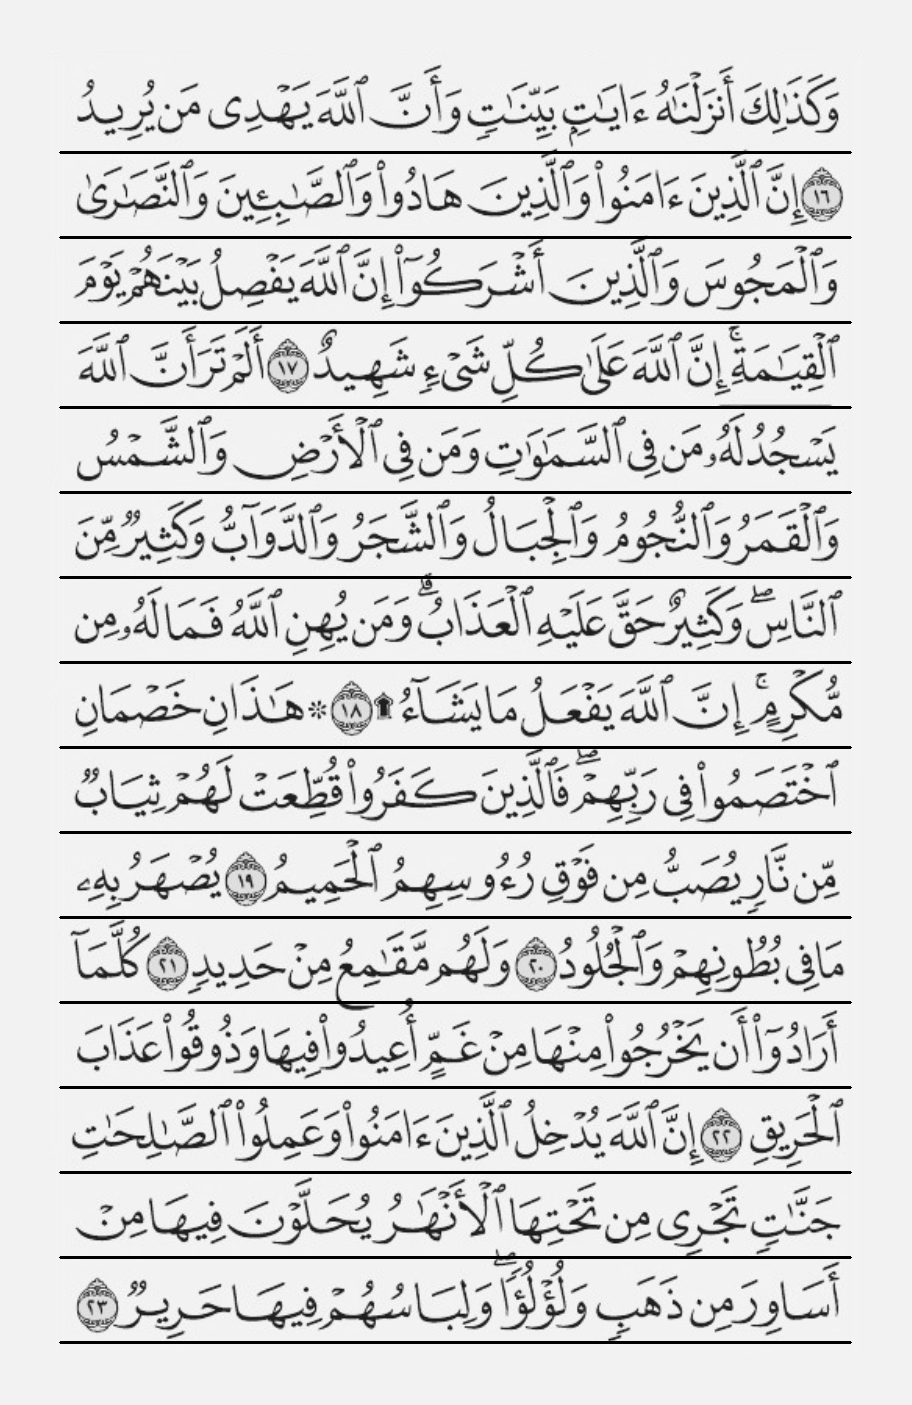 وَكَذَٰلِكَ أَنزَلْنَٰهُ ءَايَٰتٍۭ بَيِّنَٰتٍ وَأَنَّ ٱللَّهَ يَهْدِى مَن يُرِيدُ
١٦ إِنَّ ٱلَّذِينَ ءَامَنُوا۟ وَٱلَّذِينَ هَادُوا۟ وَٱلصَّٰبِـِٔينَ وَٱلنَّصَٰرَىٰ
وَٱلْمَجُوسَ وَٱلَّذِينَ أَشْرَكُوٓا۟ إِنَّ ٱللَّهَ يَفْصِلُ بَيْنَهُمْ يَوْمَ
ٱلْقِيَٰمَةِ ۚ إِنَّ ٱللَّهَ عَلَىٰ كُلِّ شَىْءٍ شَهِيدٌ ١٧ أَلَمْ تَرَ أَنَّ ٱللَّهَ
يَسْجُدُ لَهُۥ مَن فِى ٱلسَّمَٰوَٰتِ وَمَن فِى ٱلْأَرْضِ وَٱلشَّمْسُ
وَٱلْقَمَرُ وَٱلنُّجُومُ وَٱلْجِبَالُ وَٱلشَّجَرُ وَٱلدَّوَآبُّ وَكَثِيرٌ مِّنَ
ٱلنَّاسِ ۖ وَكَثِيرٌ حَقَّ عَلَيْهِ ٱلْعَذَابُ ۗ وَمَن يُهِنِ ٱللَّهُ فَمَا لَهُۥ مِن
مُّكْرِمٍ ۚ إِنَّ ٱللَّهَ يَفْعَلُ مَا يَشَآءُ ۩ ١٨ ۞ هَٰذَانِ خَصْمَانِ
ٱخْتَصَمُوا۟ فِى رَبِّهِمْ ۖ فَٱلَّذِينَ كَفَرُوا۟ قُطِّعَتْ لَهُمْ ثِيَابٌ
مِّن نَّارٍ يُصَبُّ مِن فَوْقِ رُءُوسِهِمُ ٱلْحَمِيمُ ١٩ يُصْهَرُ بِهِۦ
مَا فِى بُطُونِهِمْ وَٱلْجُلُودُ ٢٠ وَلَهُم مَّقَٰمِعُ مِنْ حَدِيدٍ ٢١ كُلَّمَآ
أَرَادُوٓا۟ أَن يَخْرُجُوا۟ مِنْهَا مِنْ غَمٍّ أُعِيدُوا۟ فِيهَا وَذُوقُوا۟ عَذَابَ
ٱلْحَرِيقِ ٢٢ إِنَّ ٱللَّهَ يُدْخِلُ ٱلَّذِينَ ءَامَنُوا۟ وَعَمِلُوا۟ ٱلصَّٰلِحَٰتِ
جَنَّٰتٍ تَجْرِى مِن تَحْتِهَا ٱلْأَنْهَٰرُ يُحَلَّوْنَ فِيهَا مِنْ
أَسَاوِرَ مِن ذَهَبٍ وَلُؤْلُؤًا ۖ وَلِبَاسُهُمْ فِيهَا حَرِيرٌ ٢٣